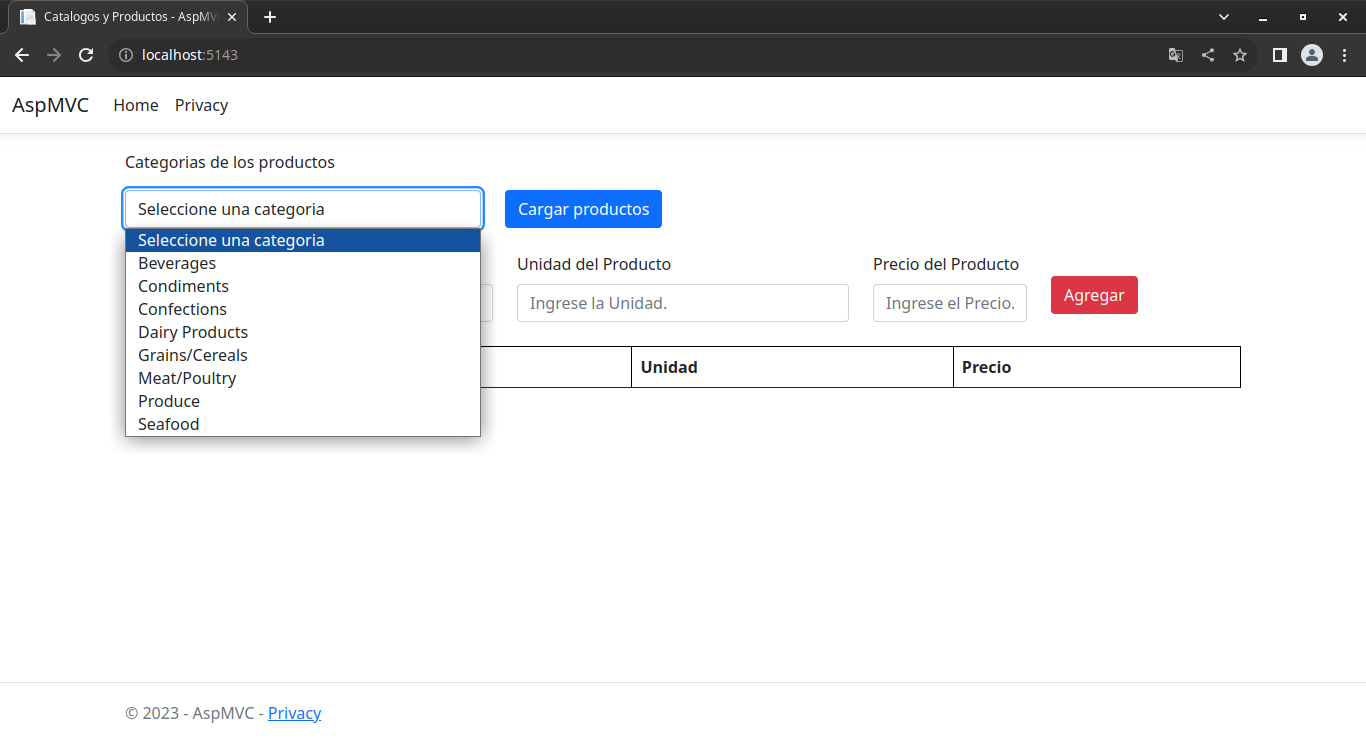 Catalogos y Productos - AspMV
localhost:5143
AspMVC Home Privacy
Categorias de los productos
Seleccione una categoria Cargar productos
Seleccione una categoria
Beverages
Condiments
Confections
Dairy Products
Grains/Cereals
Meat/Poultry
Produce
Seafood
Unidad del Producto Precio del Producto
Ingrese la Unidad. Ingrese el Precio. Agregar
Unidad Precio
© 2023 - AspMVC - Privacy